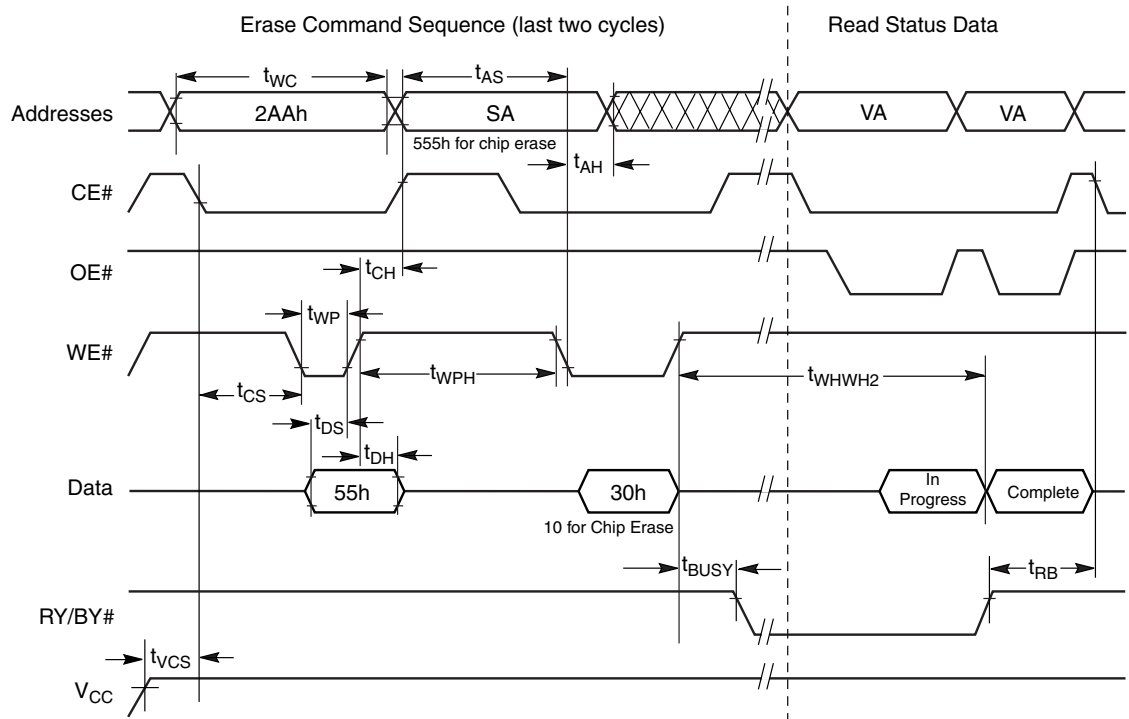 Erase Command Sequence (last two cycles)
Read Status Data
tWC
tAS
Addresses
2AAh
SA
VA
VA
555h for chip erase
tAH
CE#
OE#
tCH
tWP
WE#
tWPH
tWHWH2
tCS
tDS
tDH
Data
55h
30h
In
Progress
Complete
10 for Chip Erase
tBUSY
tRB
RY/BY#
tVCS
VCC